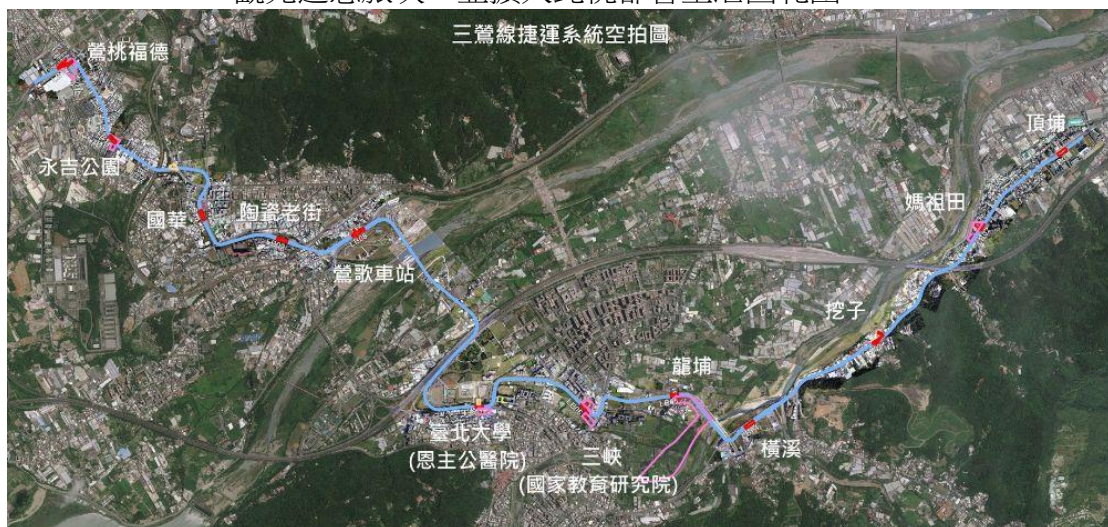 三鶯線捷運系統空拍圖
鶯桃福德
永吉公園
國華
陶瓷老街
鶯歌車站
臺北大學
(恩主公醫院)
三峽
(國家教育研究院)
龍埔
橫溪
挖子
媽祖田
頂埔